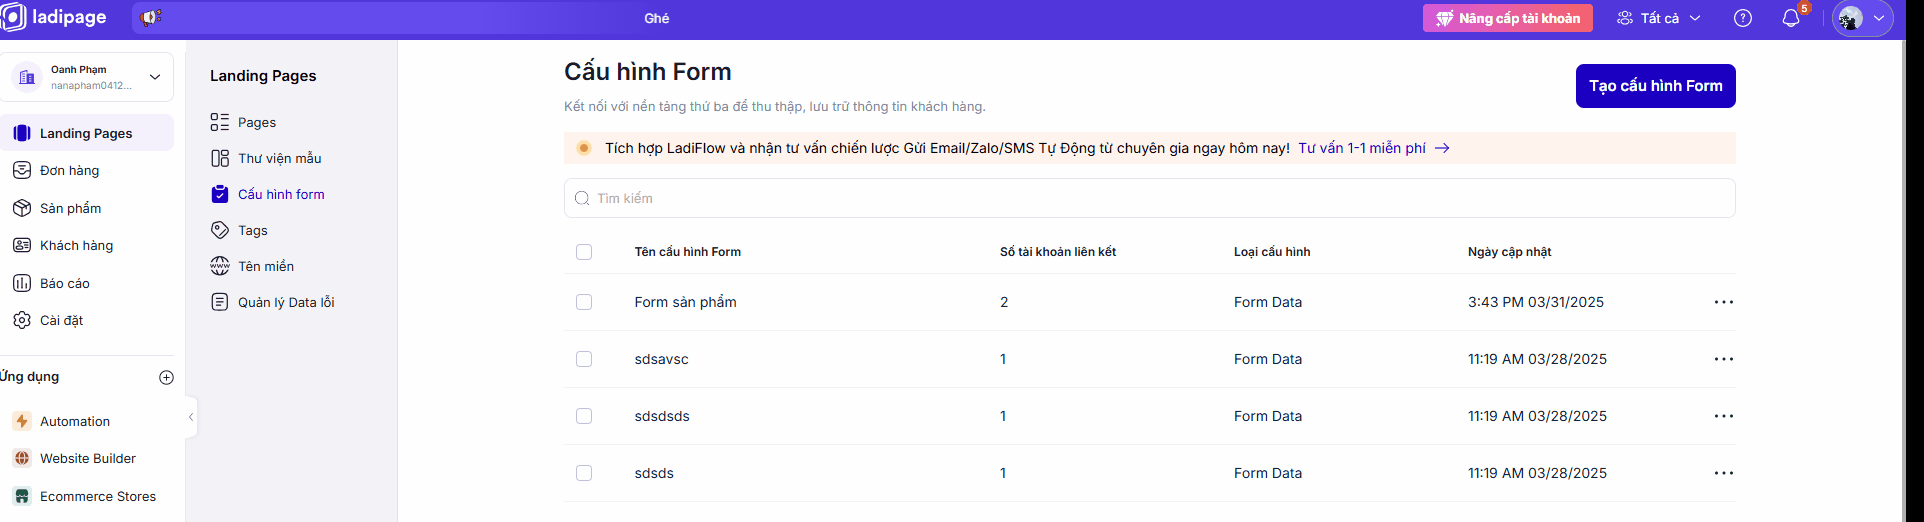 ladipage
Ghé
Nâng cấp tài khoản
Tất cả
5
Oanh Phạm
nanapham0412...
Landing Pages
Đơn hàng
Sản phẩm
Khách hàng
Báo cáo
Cài đặt
Ứng dụng
Automation
Website Builder
Ecommerce Stores
Landing Pages
Pages
Thư viện mẫu
Cấu hình form
Tags
Tên miền
Quản lý Data lỗi
Cấu hình Form
Kết nối với nền tảng thứ ba để thu thập, lưu trữ thông tin khách hàng.
Tạo cấu hình Form
Tích hợp LadiFlow và nhận tư vấn chiến lược Gửi Email/Zalo/SMS Tự Động từ chuyên gia ngay hôm nay! Tư vấn 1-1 miễn phí →
Tìm kiếm
Tên cấu hình Form Số tài khoản liên kết Loại cấu hình Ngày cập nhật
Form sản phẩm 2 Form Data 3:43 PM 03/31/2025
sdsavsc 1 Form Data 11:19 AM 03/28/2025
sdsdsds 1 Form Data 11:19 AM 03/28/2025
sdsds 1 Form Data 11:19 AM 03/28/2025